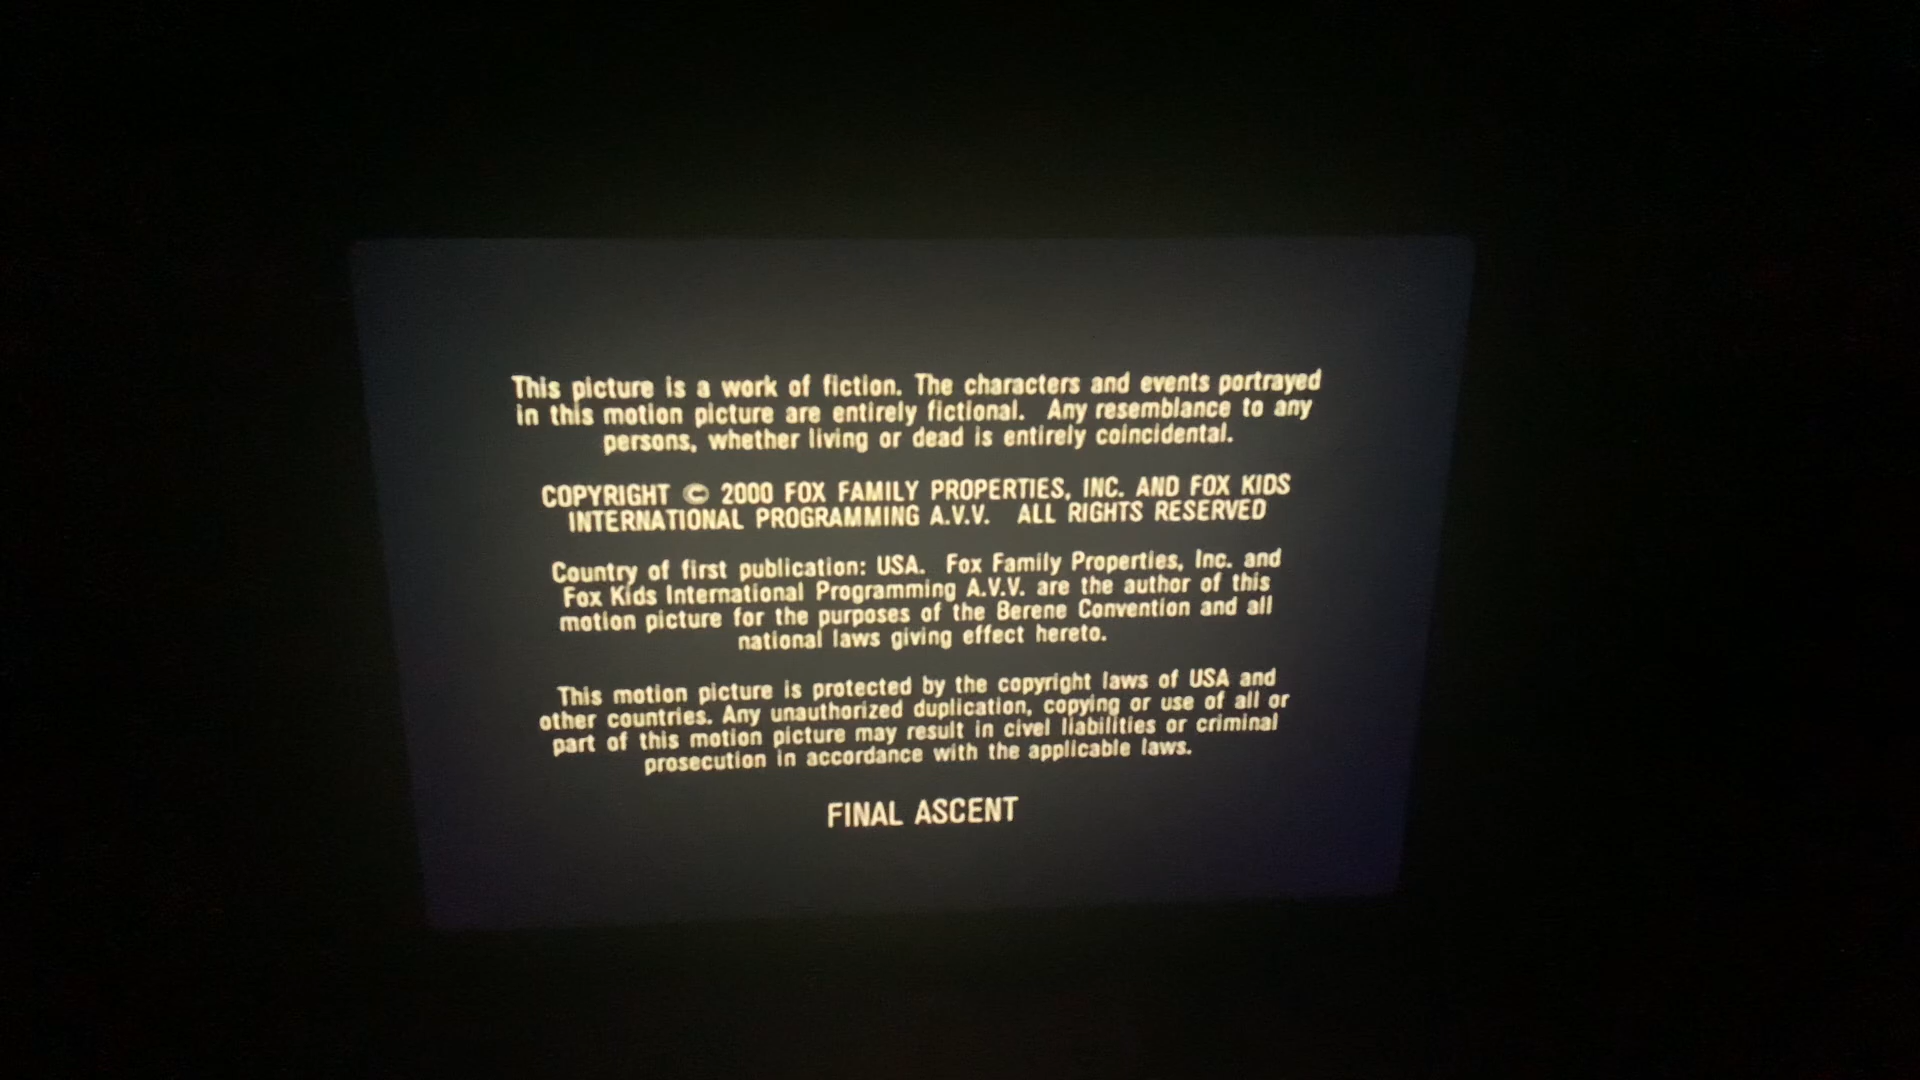 This picture is a work of fiction. The characters and events portrayed
in this motion picture are entirely fictional. Any resemblance to any
persons, whether living or dead is entirely coincidental.
COPYRIGHT © 2000 FOX FAMILY PROPERTIES, INC. AND FOX KIDS
INTERNATIONAL PROGRAMMING A.V.V. ALL RIGHTS RESERVED
Country of first publication: USA. Fox Family Properties, Inc. and
Fox Kids International Programming A.V.V. are the author of this
motion picture for the purposes of the Berene Convention and all
national laws giving effect hereto.
This motion picture is protected by the copyright laws of USA and
other countries. Any unauthorized duplication, copying or use of all or
part of this motion picture may result in civel liabilities or criminal
prosecution in accordance with the applicable laws.
FINAL ASCENT